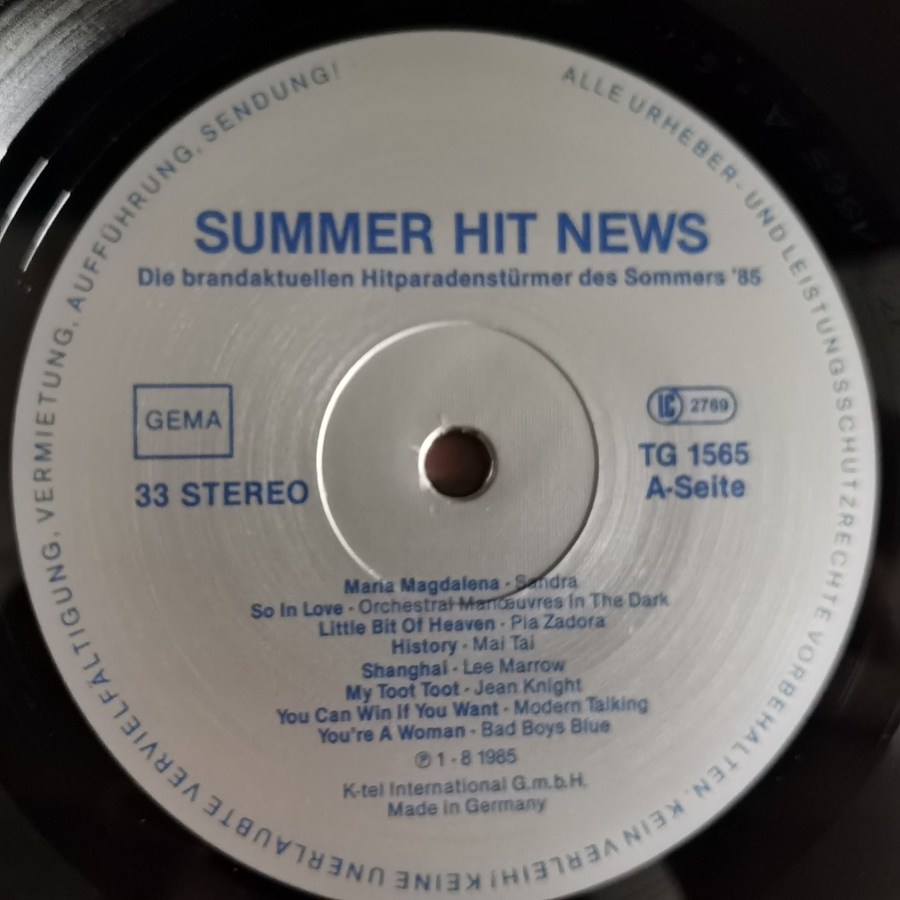 ALLE URHEBER- UND LEISTUNGSSCHUTZRECHTE VORBEHALTEN. KEIN VERLEIH! KEINE UNERLAUBTE VERVIELFÄLTIGUNG, VERMIETUNG, AUFFÜHRUNG, SENDUNG!
SUMMER HIT NEWS
Die brandaktuellen Hitparadenstürmer des Sommers '85
GEMA
LC 2769
33 STEREO
TG 1565
A-Seite
Maria Magdalena · Sandra
So In Love · Orchestral Manœuvres In The Dark
Little Bit Of Heaven · Pia Zadora
History · Mai Tai
Shanghai · Lee Marrow
My Toot Toot · Jean Knight
You Can Win If You Want · Modern Talking
You're A Woman · Bad Boys Blue
℗ 1 - 8 1985
K-tel International G.m.b.H.
Made in Germany